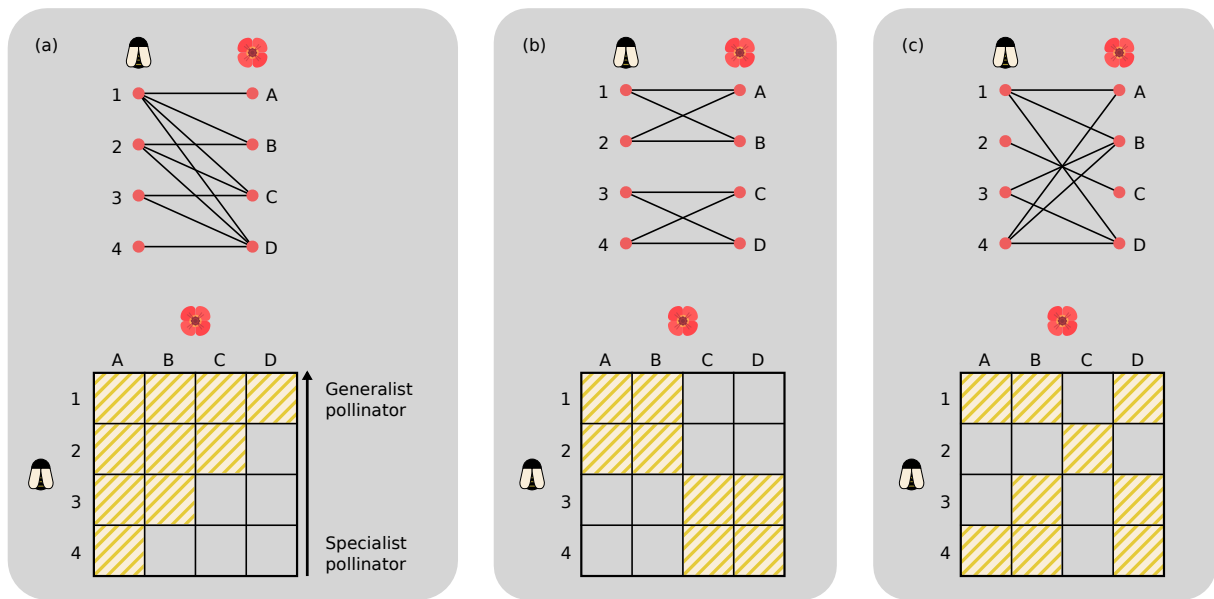 (a)
1 A
2 B
3 C
4 D
A B C D
1
2
3
4
Generalist
pollinator
Specialist
pollinator
(b)
1 A
2 B
3 C
4 D
A B C D
1
2
3
4
(c)
1 A
2 B
3 C
4 D
A B C D
1
2
3
4